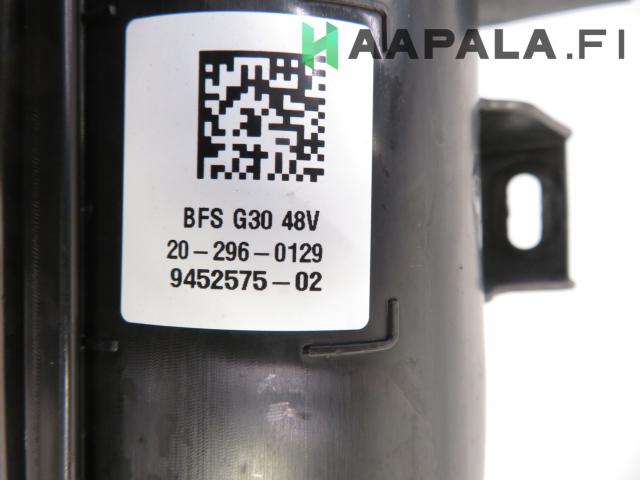 HAAPALA.FI
BFS G30 48V
20-296-0129
9452575-02